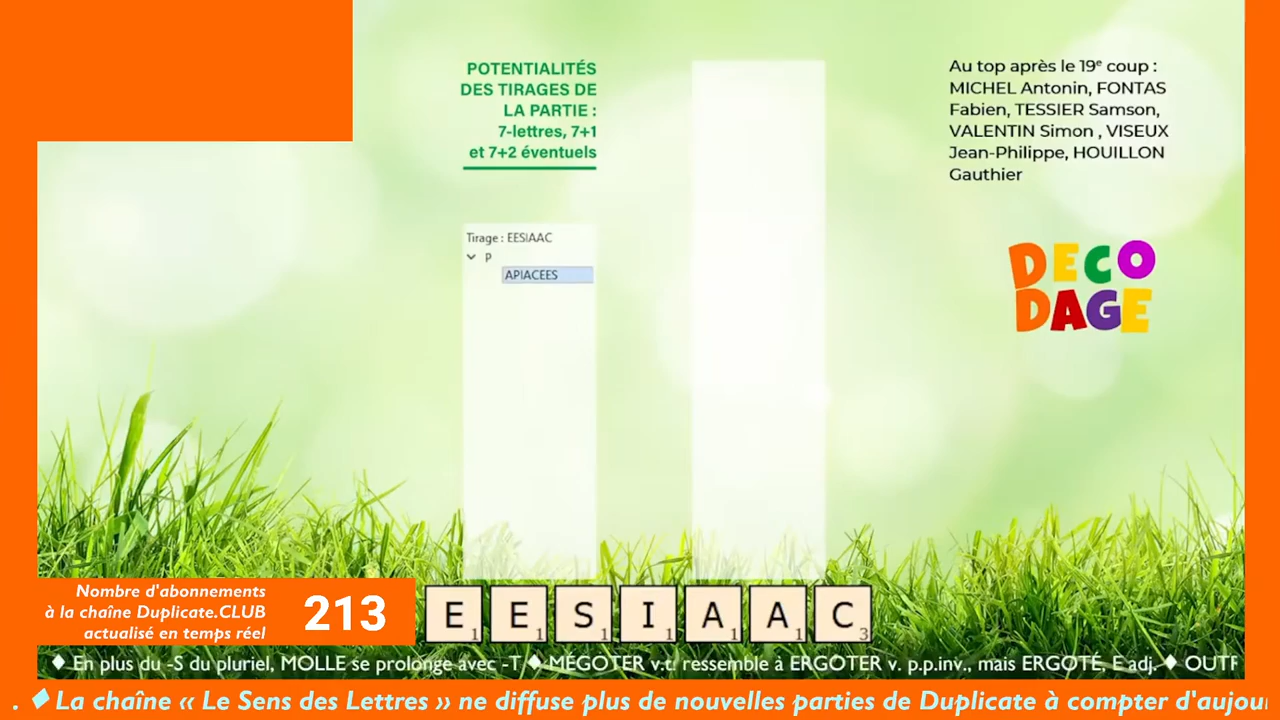 POTENTIALITÉS
DES TIRAGES DE
LA PARTIE :
7-lettres, 7+1
et 7+2 éventuels
Tirage : EESIAAC
P
APIACEES
Au top après le 19e coup :
MICHEL Antonin, FONTAS
Fabien, TESSIER Samson,
VALENTIN Simon , VISEUX
Jean-Philippe, HOUILLON
Gauthier
DECO
DAGE
Nombre d'abonnements
à la chaîne Duplicate.CLUB
actualisé en temps réel
213
E1 E1 S1 I1 A1 A1 C3
♦ En plus du -S du pluriel, MOLLE se prolonge avec -T ♦ MÉGOTER v.t. ressemble à ERGOTER v. p.p.inv., mais ERGOTÉ, E adj. ♦ OUTF
. ♦ La chaîne « Le Sens des Lettres » ne diffuse plus de nouvelles parties de Duplicate à compter d'aujou